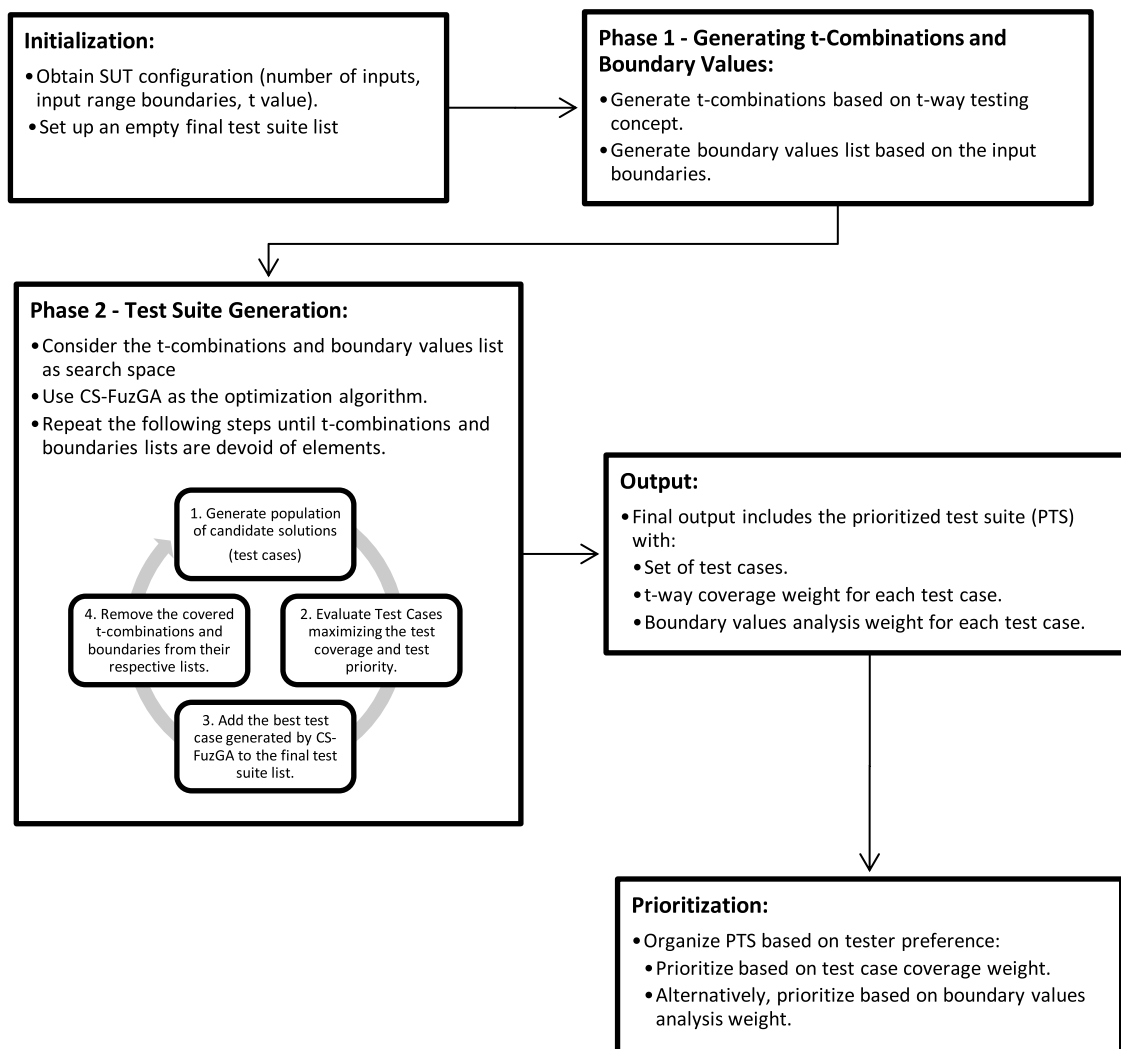 Initialization:
•Obtain SUT configuration (number of inputs,
input range boundaries, t value).
•Set up an empty final test suite list
Phase 1 - Generating t-Combinations and
Boundary Values:
•Generate t-combinations based on t-way testing
concept.
•Generate boundary values list based on the input
boundaries.
Phase 2 - Test Suite Generation:
•Consider the t-combinations and boundary values list
as search space
•Use CS-FuzGA as the optimization algorithm.
•Repeat the following steps until t-combinations and
boundaries lists are devoid of elements.
1. Generate population
of candidate solutions
(test cases)
2. Evaluate Test Cases
maximizing the test
coverage and test
priority.
3. Add the best test
case generated by CS-
FuzGA to the final test
suite list.
4. Remove the covered
t-combinations and
boundaries from their
respective lists.
Output:
•Final output includes the prioritized test suite (PTS)
with:
•Set of test cases.
•t-way coverage weight for each test case.
•Boundary values analysis weight for each test case.
Prioritization:
•Organize PTS based on tester preference:
•Prioritize based on test case coverage weight.
•Alternatively, prioritize based on boundary values
analysis weight.